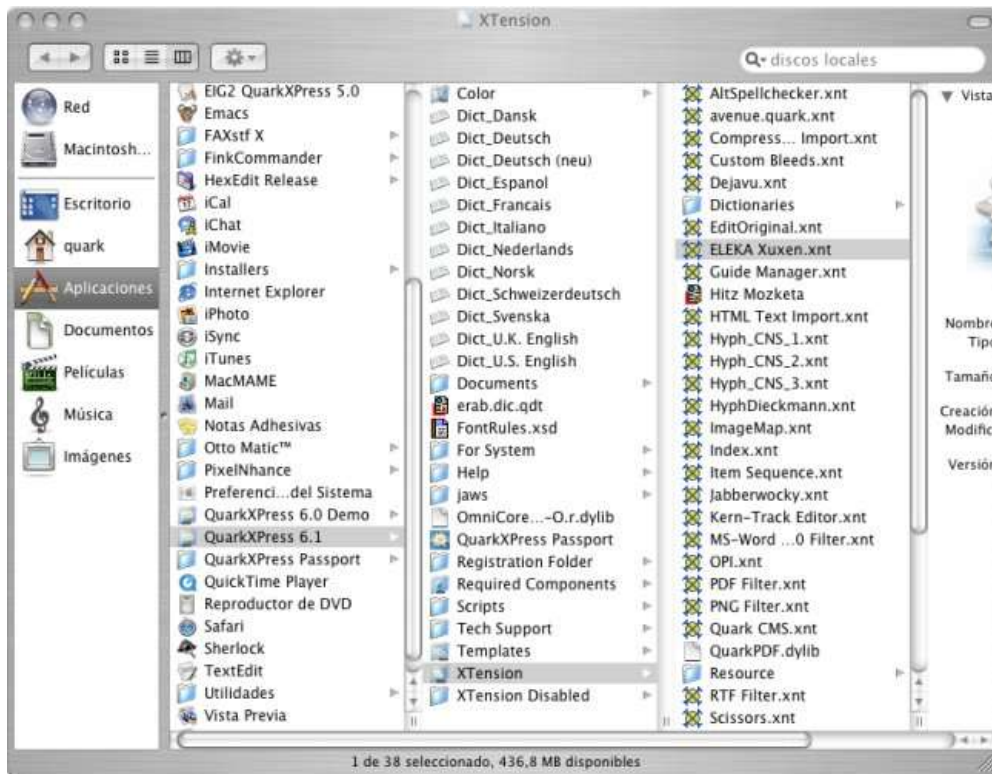 XTension
discos locales
Red
Macintosh...
Escritorio
quark
Aplicaciones
Documentos
Películas
Música
Imágenes
EIG2 QuarkXPress 5.0
Emacs
FAXstf X
FinkCommander
HexEdit Release
iCal
iChat
iMovie
Installers
Internet Explorer
iPhoto
iSync
iTunes
MacMAME
Mail
Notas Adhesivas
Otto Matic™
PixelNhance
Preferenci...del Sistema
QuarkXPress 6.0 Demo
QuarkXPress 6.1
QuarkXPress Passport
QuickTime Player
Reproductor de DVD
Safari
Sherlock
TextEdit
Utilidades
Vista Previa
Color
Dict_Dansk
Dict_Deutsch
Dict_Deutsch (neu)
Dict_Espanol
Dict_Francais
Dict_Italiano
Dict_Nederlands
Dict_Norsk
Dict_Schweizerdeutsch
Dict_Svenska
Dict_U.K. English
Dict_U.S. English
Documents
erab.dic.qdt
FontRules.xsd
For System
Help
jaws
OmniCore...-O.r.dylib
QuarkXPress Passport
Registration Folder
Required Components
Scripts
Tech Support
Templates
XTension
XTension Disabled
AltSpellchecker.xnt
avenue.quark.xnt
Compress... Import.xnt
Custom Bleeds.xnt
Dejavu.xnt
Dictionaries
EditOriginal.xnt
ELEKA Xuxen.xnt
Guide Manager.xnt
Hitz Mozketa
HTML Text Import.xnt
Hyph_CNS_1.xnt
Hyph_CNS_2.xnt
Hyph_CNS_3.xnt
HyphDieckmann.xnt
ImageMap.xnt
Index.xnt
Item Sequence.xnt
Jabberwocky.xnt
Kern-Track Editor.xnt
MS-Word ...0 Filter.xnt
OPI.xnt
PDF Filter.xnt
PNG Filter.xnt
Quark CMS.xnt
QuarkPDF.dylib
Resource
RTF Filter.xnt
Scissors.xnt
Vista
Nombre
Tipo
Tamaño
Creación
Modific
Versión
1 de 38 seleccionado, 436,8 MB disponibles